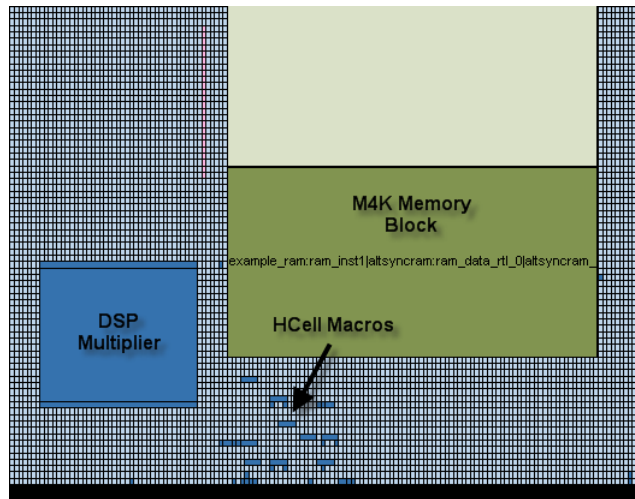 M4K Memory
Block
example_ram:ram_inst1|altsyncram:ram_data_rtl_0|altsyncram_
DSP
Multiplier
HCell Macros